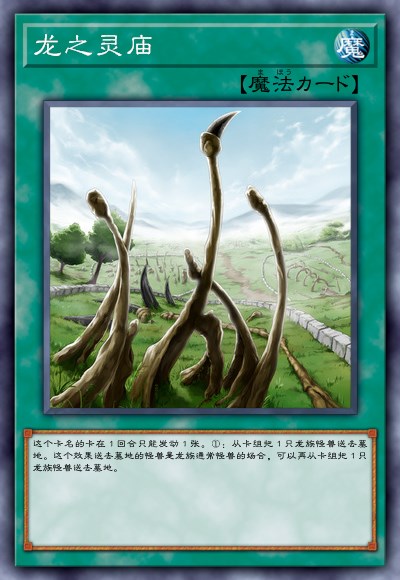 龙之灵庙
魔
【魔法カード】
ま ほう
这个卡名的卡在1回合只能发动1张。①：从卡组把1只龙族怪兽送去墓
地。这个效果送去墓地的怪兽是龙族通常怪兽的场合，可以再从卡组把1只
龙族怪兽送去墓地。